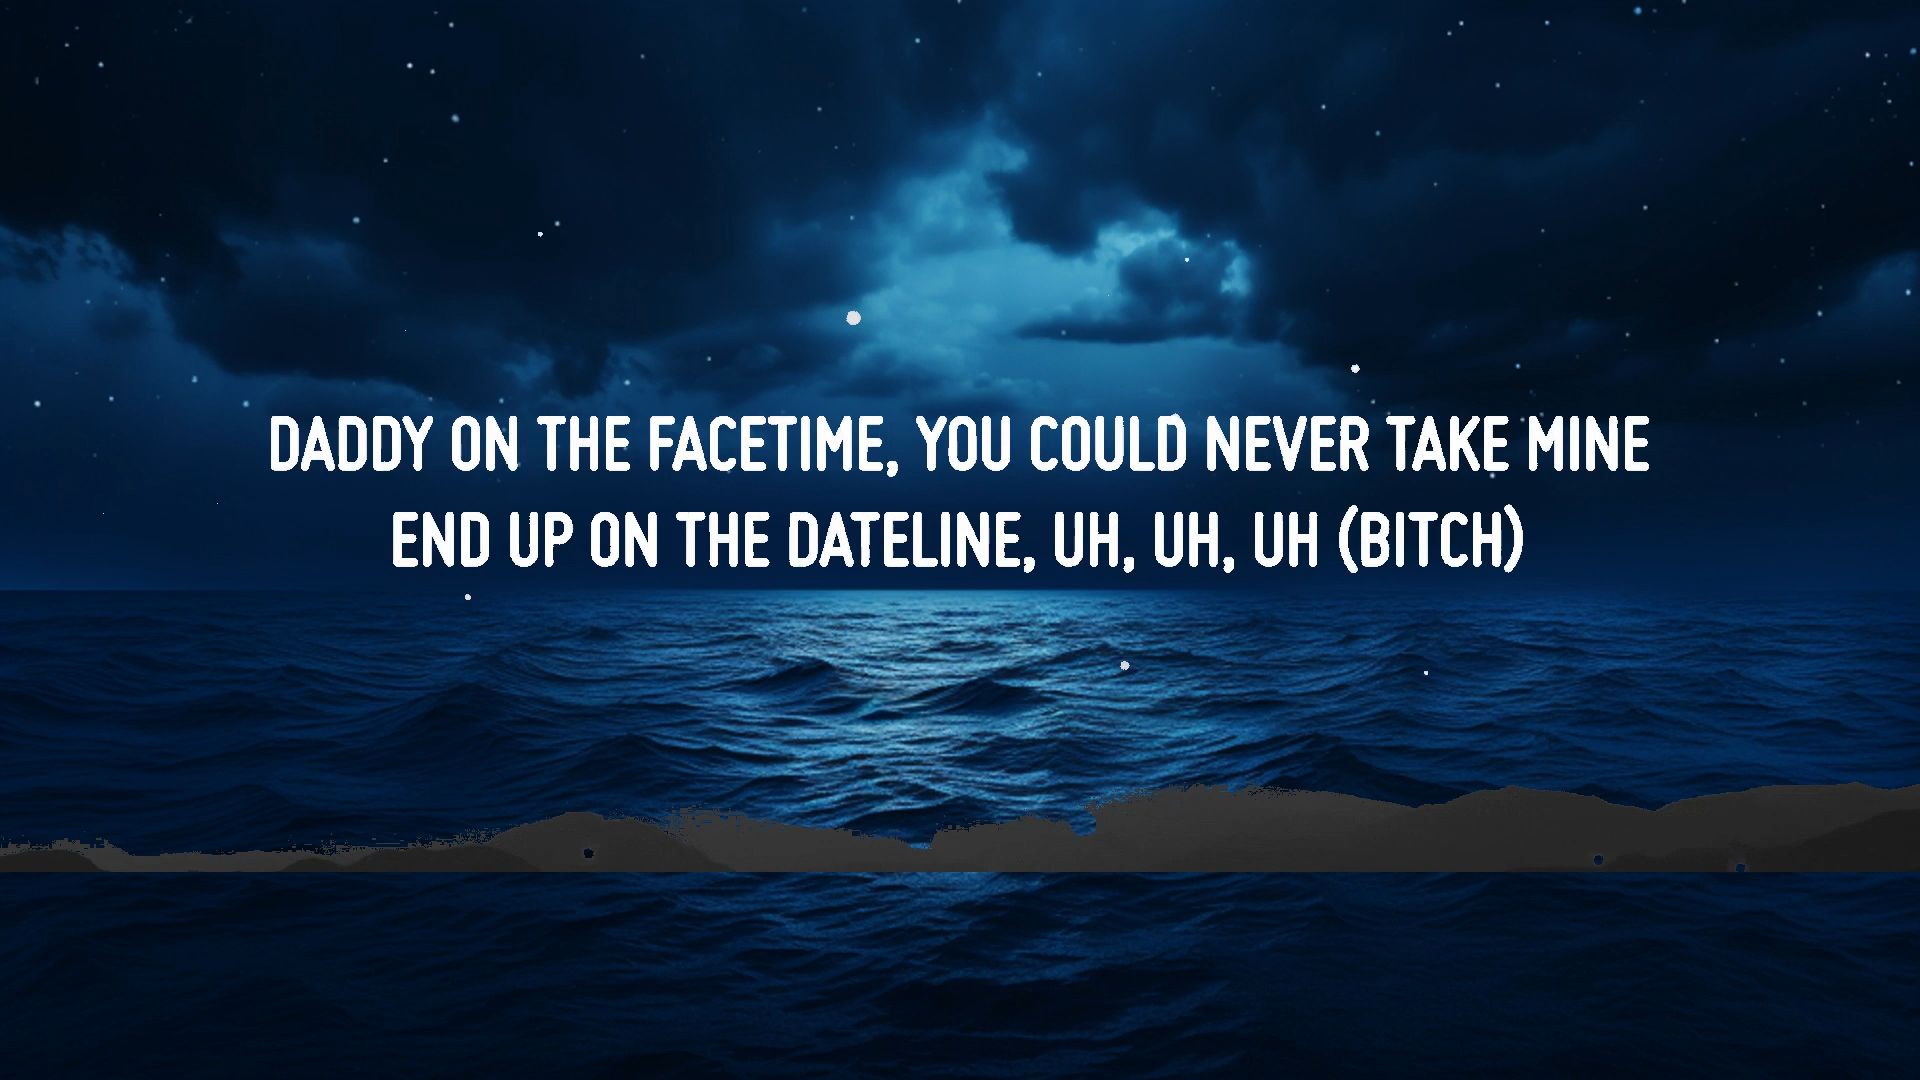 DADDY ON THE FACETIME, YOU COULD NEVER TAKE MINE
END UP ON THE DATELINE, UH, UH, UH (BITCH)